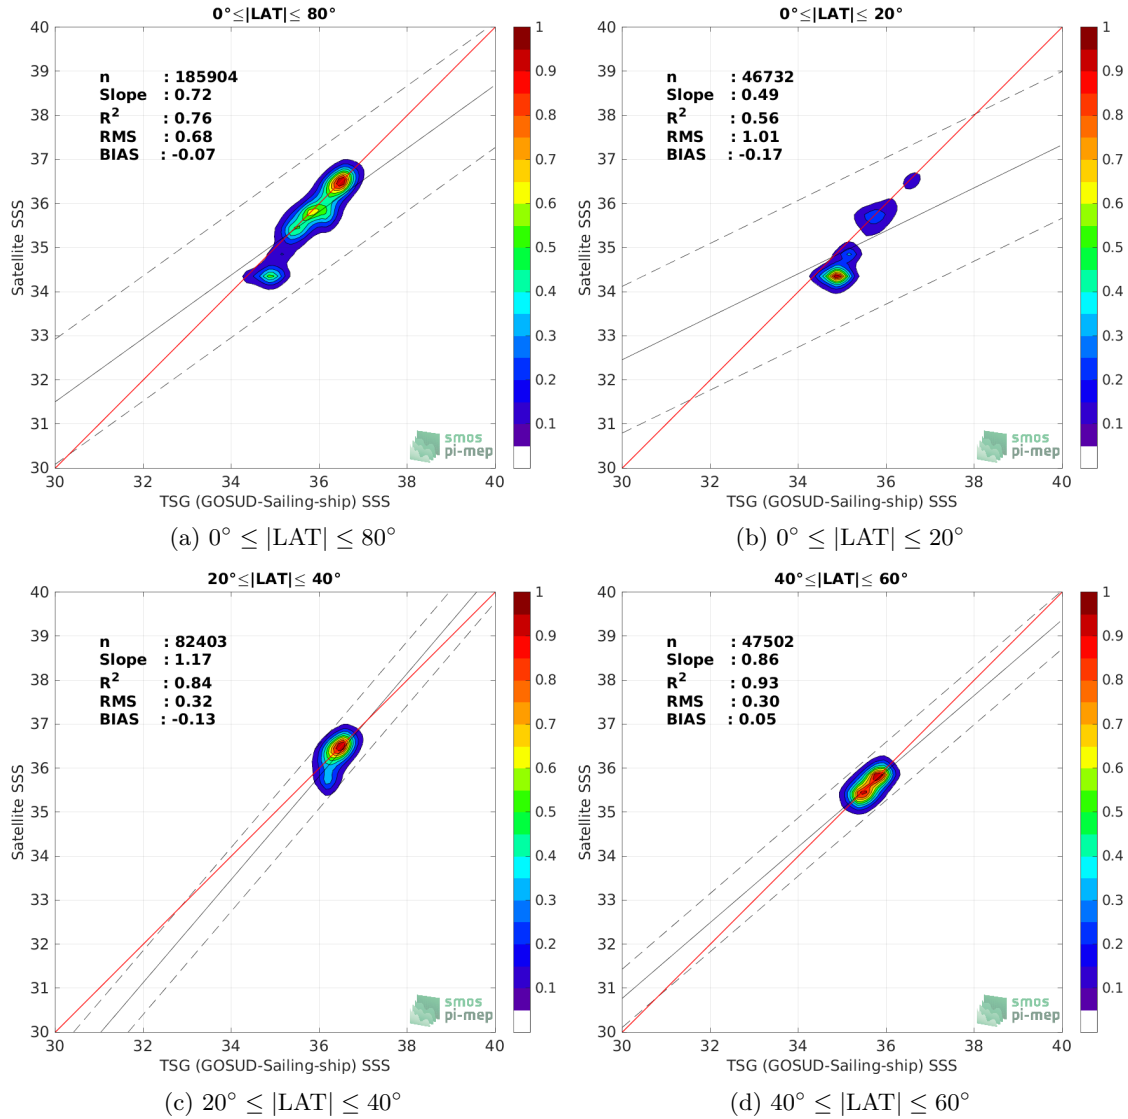 0°≤|LAT|≤ 80°
n : 185904
Slope : 0.72
R² : 0.76
RMS : 0.68
BIAS : -0.07
40
39
38
37
36
35
34
33
32
31
30
Satellite SSS
30 32 34 36 38 40
TSG (GOSUD-Sailing-ship) SSS
smos
pi-mep
1
0.9
0.8
0.7
0.6
0.5
0.4
0.3
0.2
0.1
(a) 0° ≤ |LAT| ≤ 80°
0°≤|LAT|≤ 20°
n : 46732
Slope : 0.49
R² : 0.56
RMS : 1.01
BIAS : -0.17
40
39
38
37
36
35
34
33
32
31
30
Satellite SSS
30 32 34 36 38 40
TSG (GOSUD-Sailing-ship) SSS
smos
pi-mep
1
0.9
0.8
0.7
0.6
0.5
0.4
0.3
0.2
0.1
(b) 0° ≤ |LAT| ≤ 20°
20°≤|LAT|≤ 40°
n : 82403
Slope : 1.17
R² : 0.84
RMS : 0.32
BIAS : -0.13
40
39
38
37
36
35
34
33
32
31
30
Satellite SSS
30 32 34 36 38 40
TSG (GOSUD-Sailing-ship) SSS
smos
pi-mep
1
0.9
0.8
0.7
0.6
0.5
0.4
0.3
0.2
0.1
(c) 20° ≤ |LAT| ≤ 40°
40°≤|LAT|≤ 60°
n : 47502
Slope : 0.86
R² : 0.93
RMS : 0.30
BIAS : 0.05
40
39
38
37
36
35
34
33
32
31
30
Satellite SSS
30 32 34 36 38 40
TSG (GOSUD-Sailing-ship) SSS
smos
pi-mep
1
0.9
0.8
0.7
0.6
0.5
0.4
0.3
0.2
0.1
(d) 40° ≤ |LAT| ≤ 60°